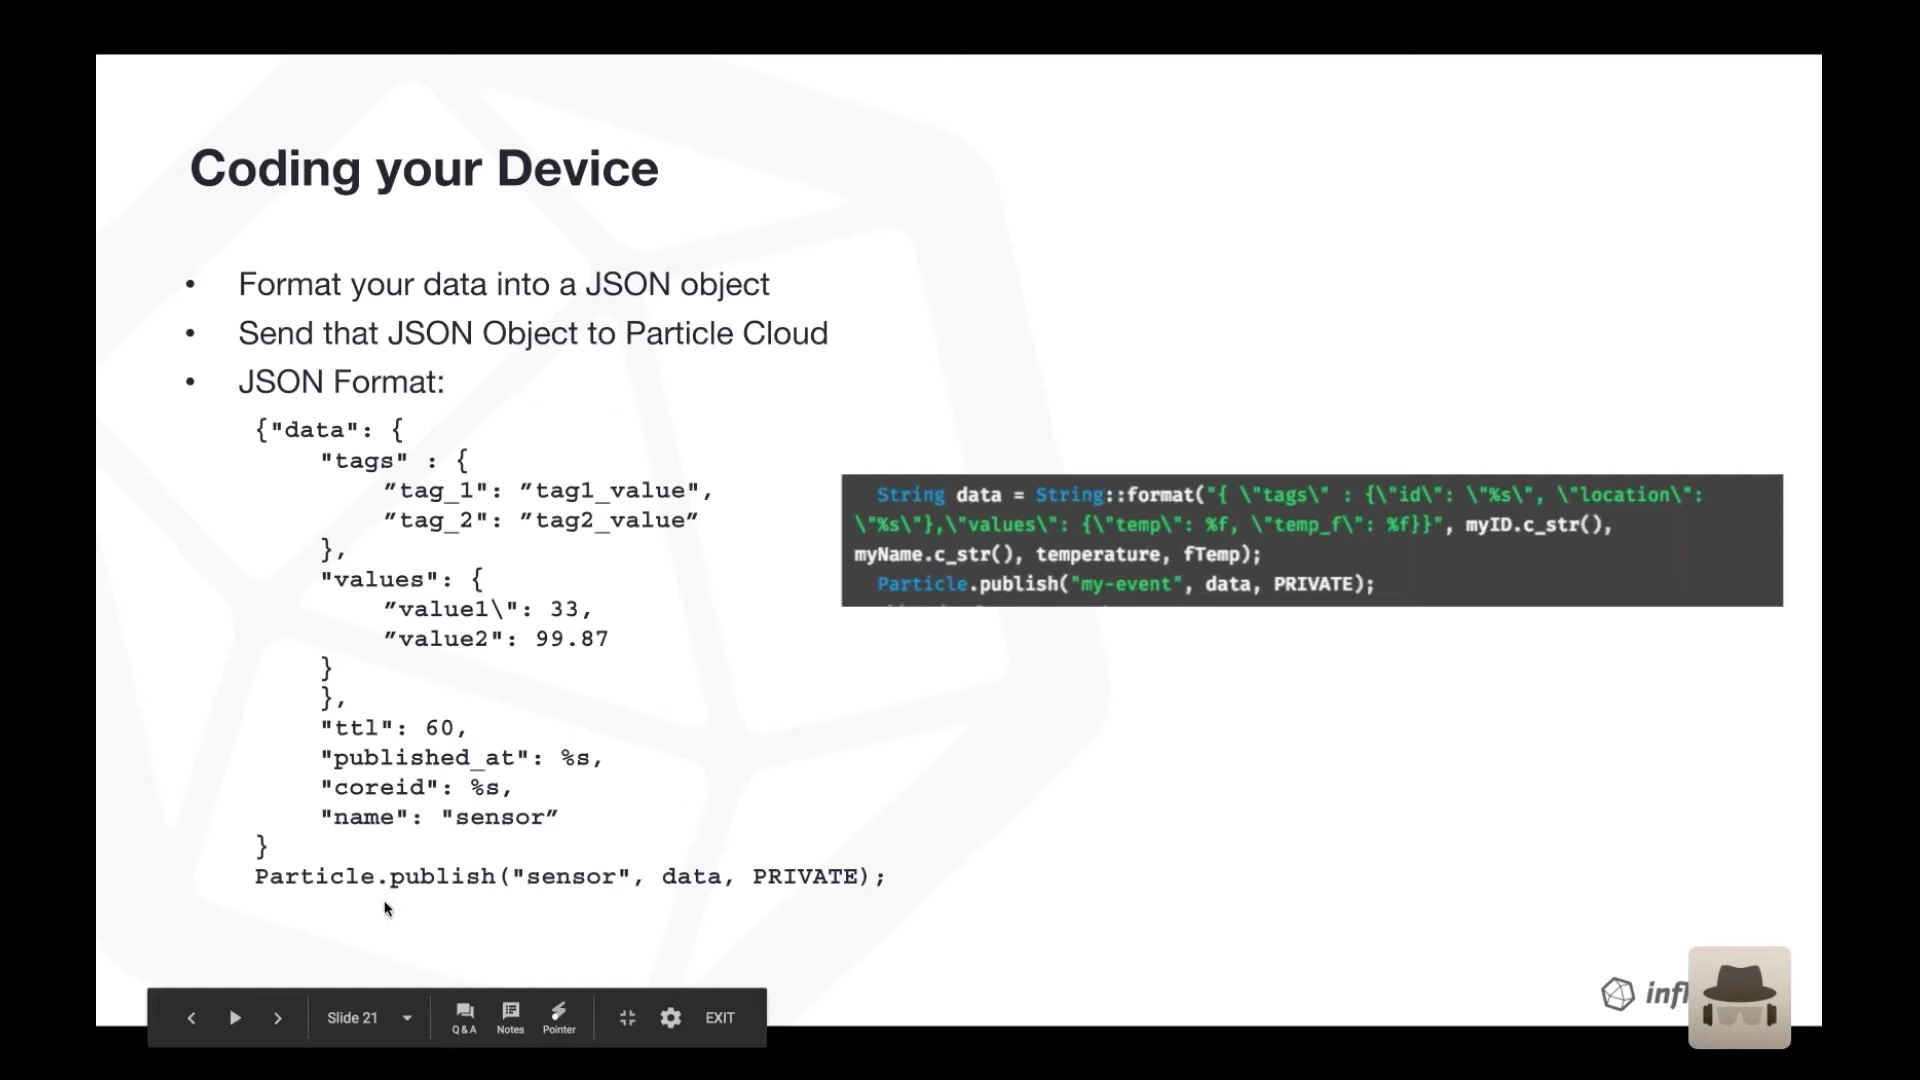 Coding your Device
• Format your data into a JSON object
• Send that JSON Object to Particle Cloud
• JSON Format:
{"data": {
"tags" : {
”tag_1": ”tag1_value",
”tag_2": ”tag2_value”
},
"values": {
”value1\": 33,
”value2": 99.87
}
},
"ttl": 60,
"published_at": %s,
"coreid": %s,
"name": "sensor”
}
Particle.publish("sensor", data, PRIVATE);
String data = String::format("{ \"tags\" : {\"id\": \"%s\", \"location\":
\"%s\"},\"values\": {\"temp\": %f, \"temp_f\": %f}}", myID.c_str(),
myName.c_str(), temperature, fTemp);
Particle.publish("my-event", data, PRIVATE);
Slide 21
Q&A
Notes
Pointer
EXIT